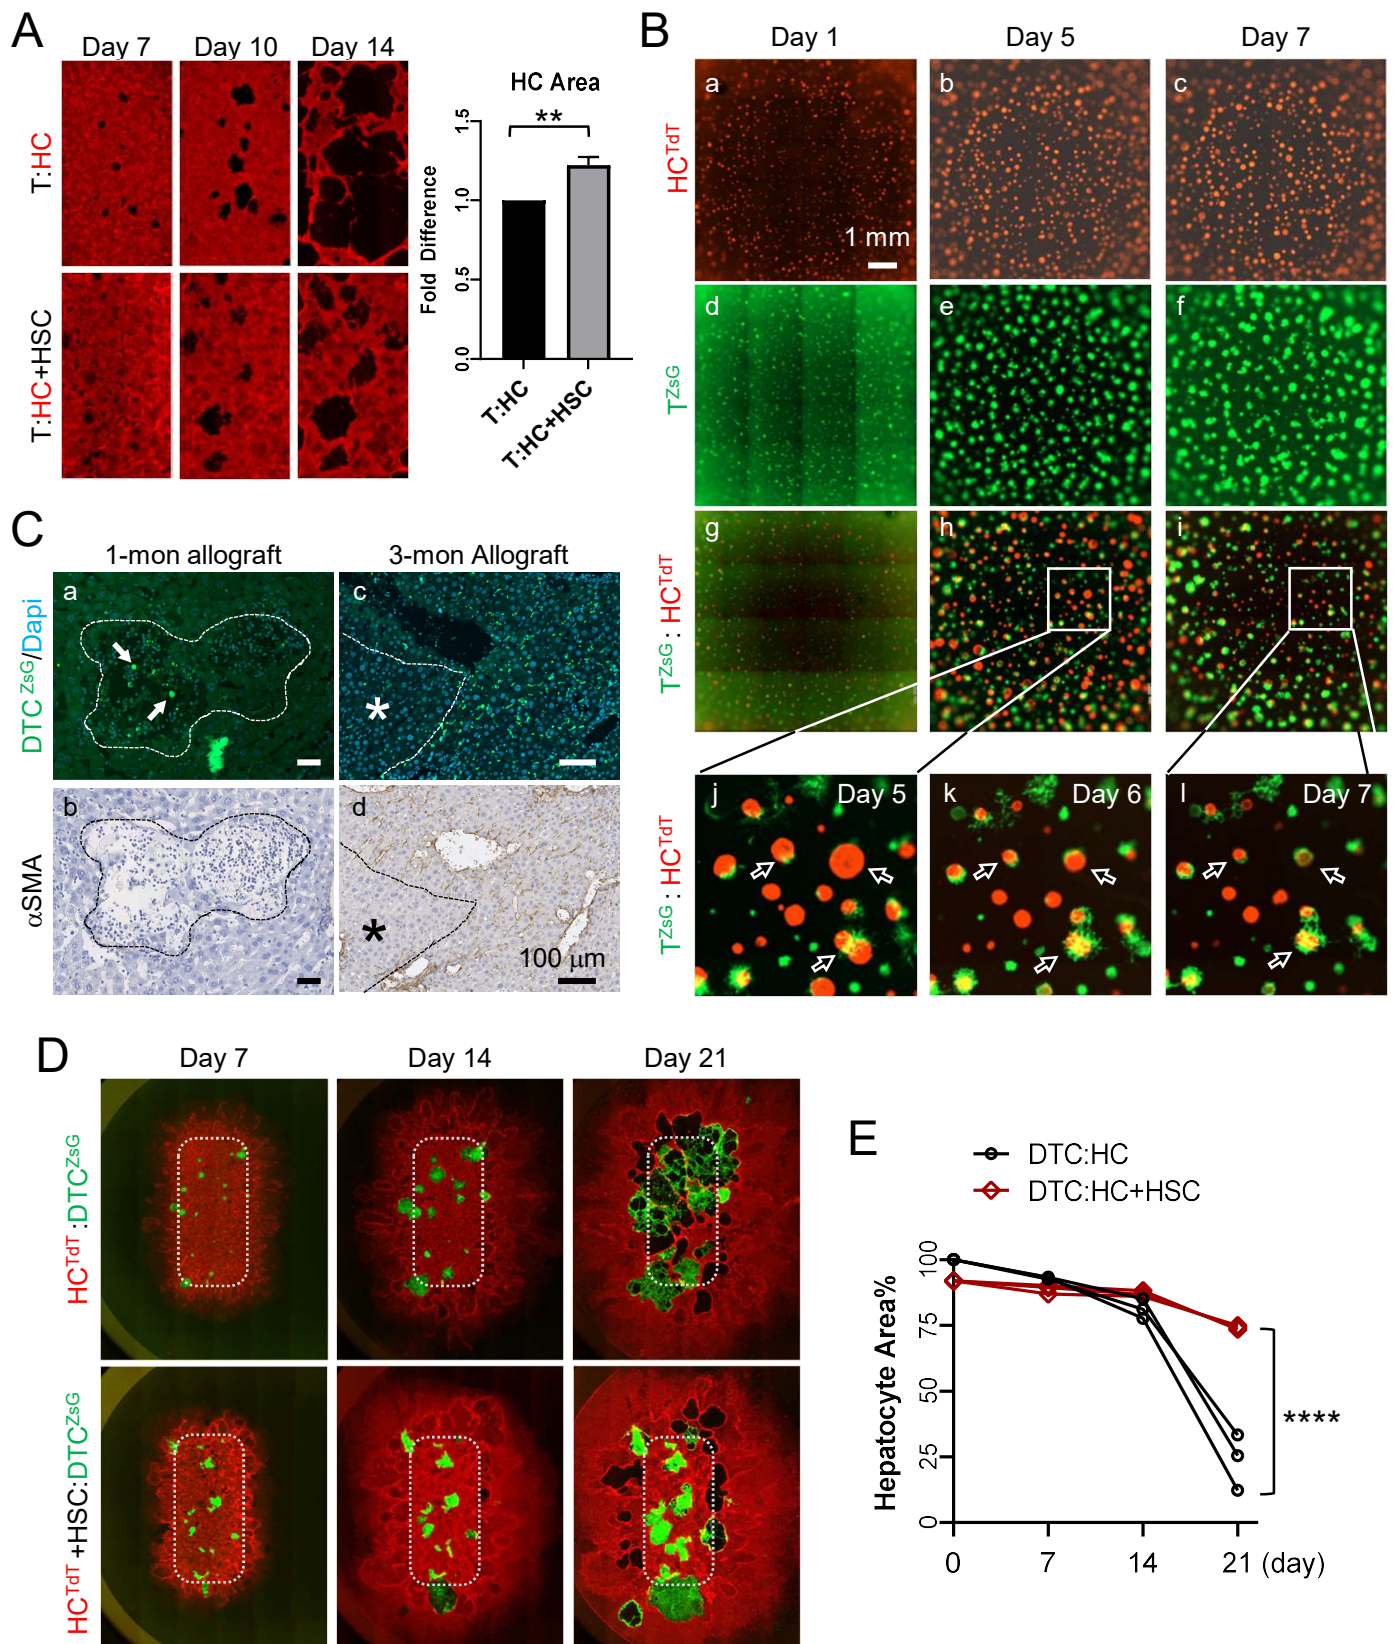 A
Day 7
Day 10
Day 14
T:HC
T:HC+HSC
HC Area
**
Fold Difference
1.5
1.0
0.5
0.0
T:HC
T:HC+HSC
B
Day 1
Day 5
Day 7
HCTdT
a
b
c
1 mm
TZsG
d
e
f
TZsG: HCTdT
g
h
i
TZsG: HCTdT
j
Day 5
k
Day 6
l
Day 7
C
1-mon allograft
3-mon Allograft
DTC ZsG/Dapi
a
c
*
αSMA
b
d
*
100 μm
D
Day 7
Day 14
Day 21
HCTdT:DTCZsG
HCTdT+HSC:DTCZsG
E
DTC:HC
DTC:HC+HSC
Hepatocyte Area%
100
75
50
25
0
****
0
7
14
21
(day)